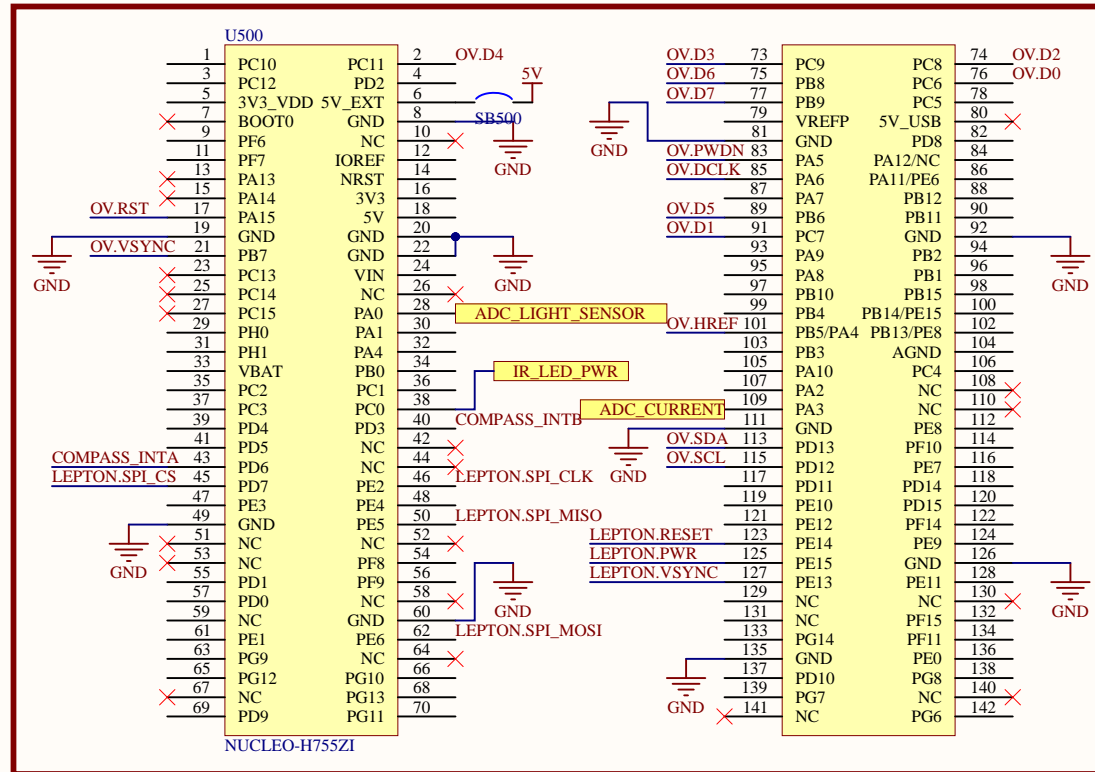 U500
1 PC10 PC11 2 OV.D4
3 PC12 PD2 4
5 3V3_VDD 5V_EXT 6 5V
7 BOOT0 GND 8 SB500
9 PF6 NC 10
11 PF7 IOREF 12 GND
13 PA13 NRST 14
15 PA14 3V3 16
OV.RST 17 PA15 5V 18
19 GND GND 20
OV.VSYNC 21 PB7 GND 22
GND 23 PC13 VIN 24 GND
25 PC14 NC 26
27 PC15 PA0 28 ADC_LIGHT_SENSOR
29 PH0 PA1 30
31 PH1 PA4 32
33 VBAT PB0 34 IR_LED_PWR
35 PC2 PC1 36
37 PC3 PC0 38
39 PD4 PD3 40 COMPASS_INTB
41 PD5 NC 42
COMPASS_INTA 43 PD6 NC 44
LEPTON.SPI_CS 45 PD7 PE2 46 LEPTON.SPI_CLK
47 PE3 PE4 48
49 GND PE5 50 LEPTON.SPI_MISO
51 NC NC 52
53 NC PF8 54
GND 55 PD1 PF9 56
57 PD0 NC 58
59 NC GND 60 GND
61 PE1 PE6 62 LEPTON.SPI_MOSI
63 PG9 NC 64
65 PG12 PG10 66
67 NC PG13 68
69 PD9 PG11 70
NUCLEO-H755ZI
OV.D3 73 PC9 PC8 74 OV.D2
OV.D6 75 PB8 PC6 76 OV.D0
OV.D7 77 PB9 PC5 78
79 VREFP 5V_USB 80
81 GND PD8 82
GND OV.PWDN 83 PA5 PA12/NC 84
OV.DCLK 85 PA6 PA11/PE6 86
87 PA7 PB12 88
OV.D5 89 PB6 PB11 90
OV.D1 91 PC7 GND 92
93 PA9 PB2 94
95 PA8 PB1 96 GND
97 PB10 PB15 98
99 PB4 PB14/PE15 100
OV.HREF 101 PB5/PA4 PB13/PE8 102
103 PB3 AGND 104
105 PA10 PC4 106
107 PA2 NC 108
ADC_CURRENT 109 PA3 NC 110
111 GND PE8 112
OV.SDA 113 PD13 PF10 114
OV.SCL 115 PD12 PE7 116
GND 117 PD11 PD14 118
119 PE10 PD15 120
121 PE12 PF14 122
LEPTON.RESET 123 PE14 PE9 124
LEPTON.PWR 125 PE15 GND 126
LEPTON.VSYNC 127 PE13 PE11 128
129 NC NC 130 GND
131 NC PF15 132
133 PG14 PF11 134
135 GND PE0 136
137 PD10 PG8 138
139 PG7 NC 140
GND 141 NC PG6 142